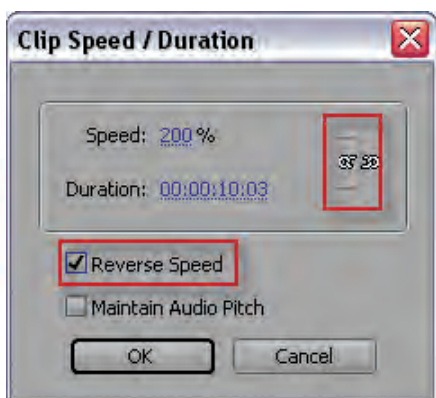 Clip Speed / Duration
Speed: 200 %
Duration: 00:00:10:03
Reverse Speed
Maintain Audio Pitch
OK Cancel